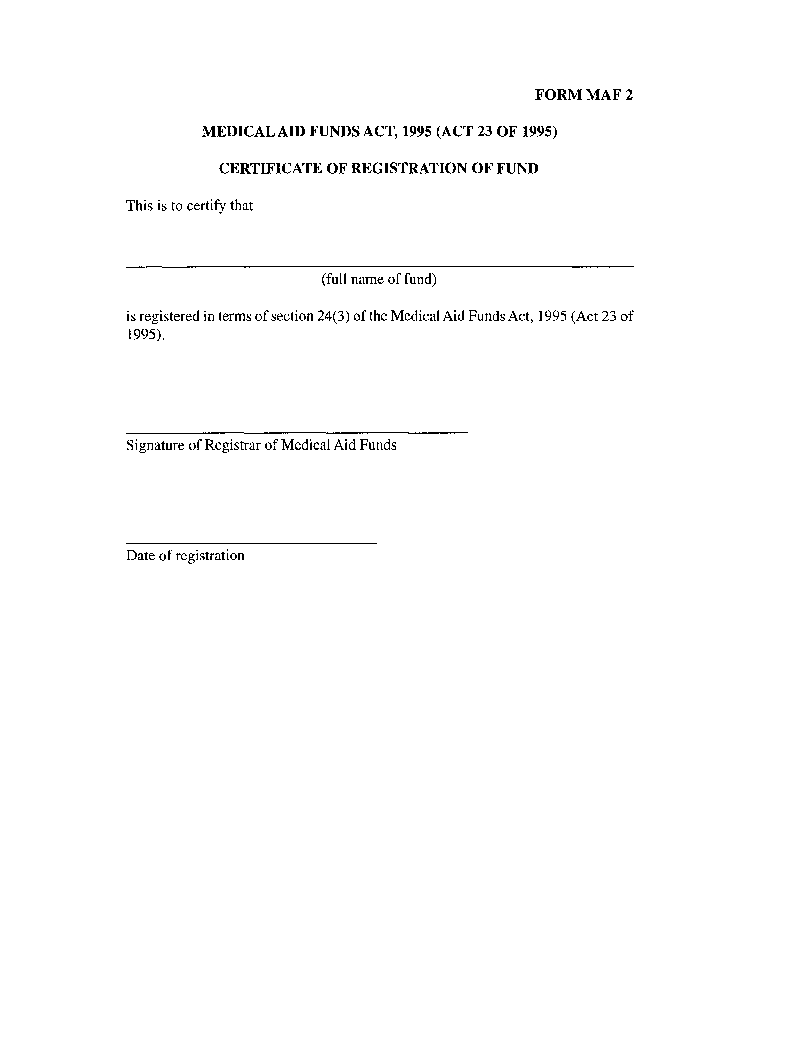 FORM MAF 2
MEDICAL AID FUNDS ACT, 1995 (ACT 23 OF 1995)
CERTIFICATE OF REGISTRATION OF FUND
This is to certify that
(full name of fund)
is registered in terms of section 24(3) of the Medical Aid Funds Act, 1995 (Act 23 of
1995).
Signature of Registrar of Medical Aid Funds
Date of registration